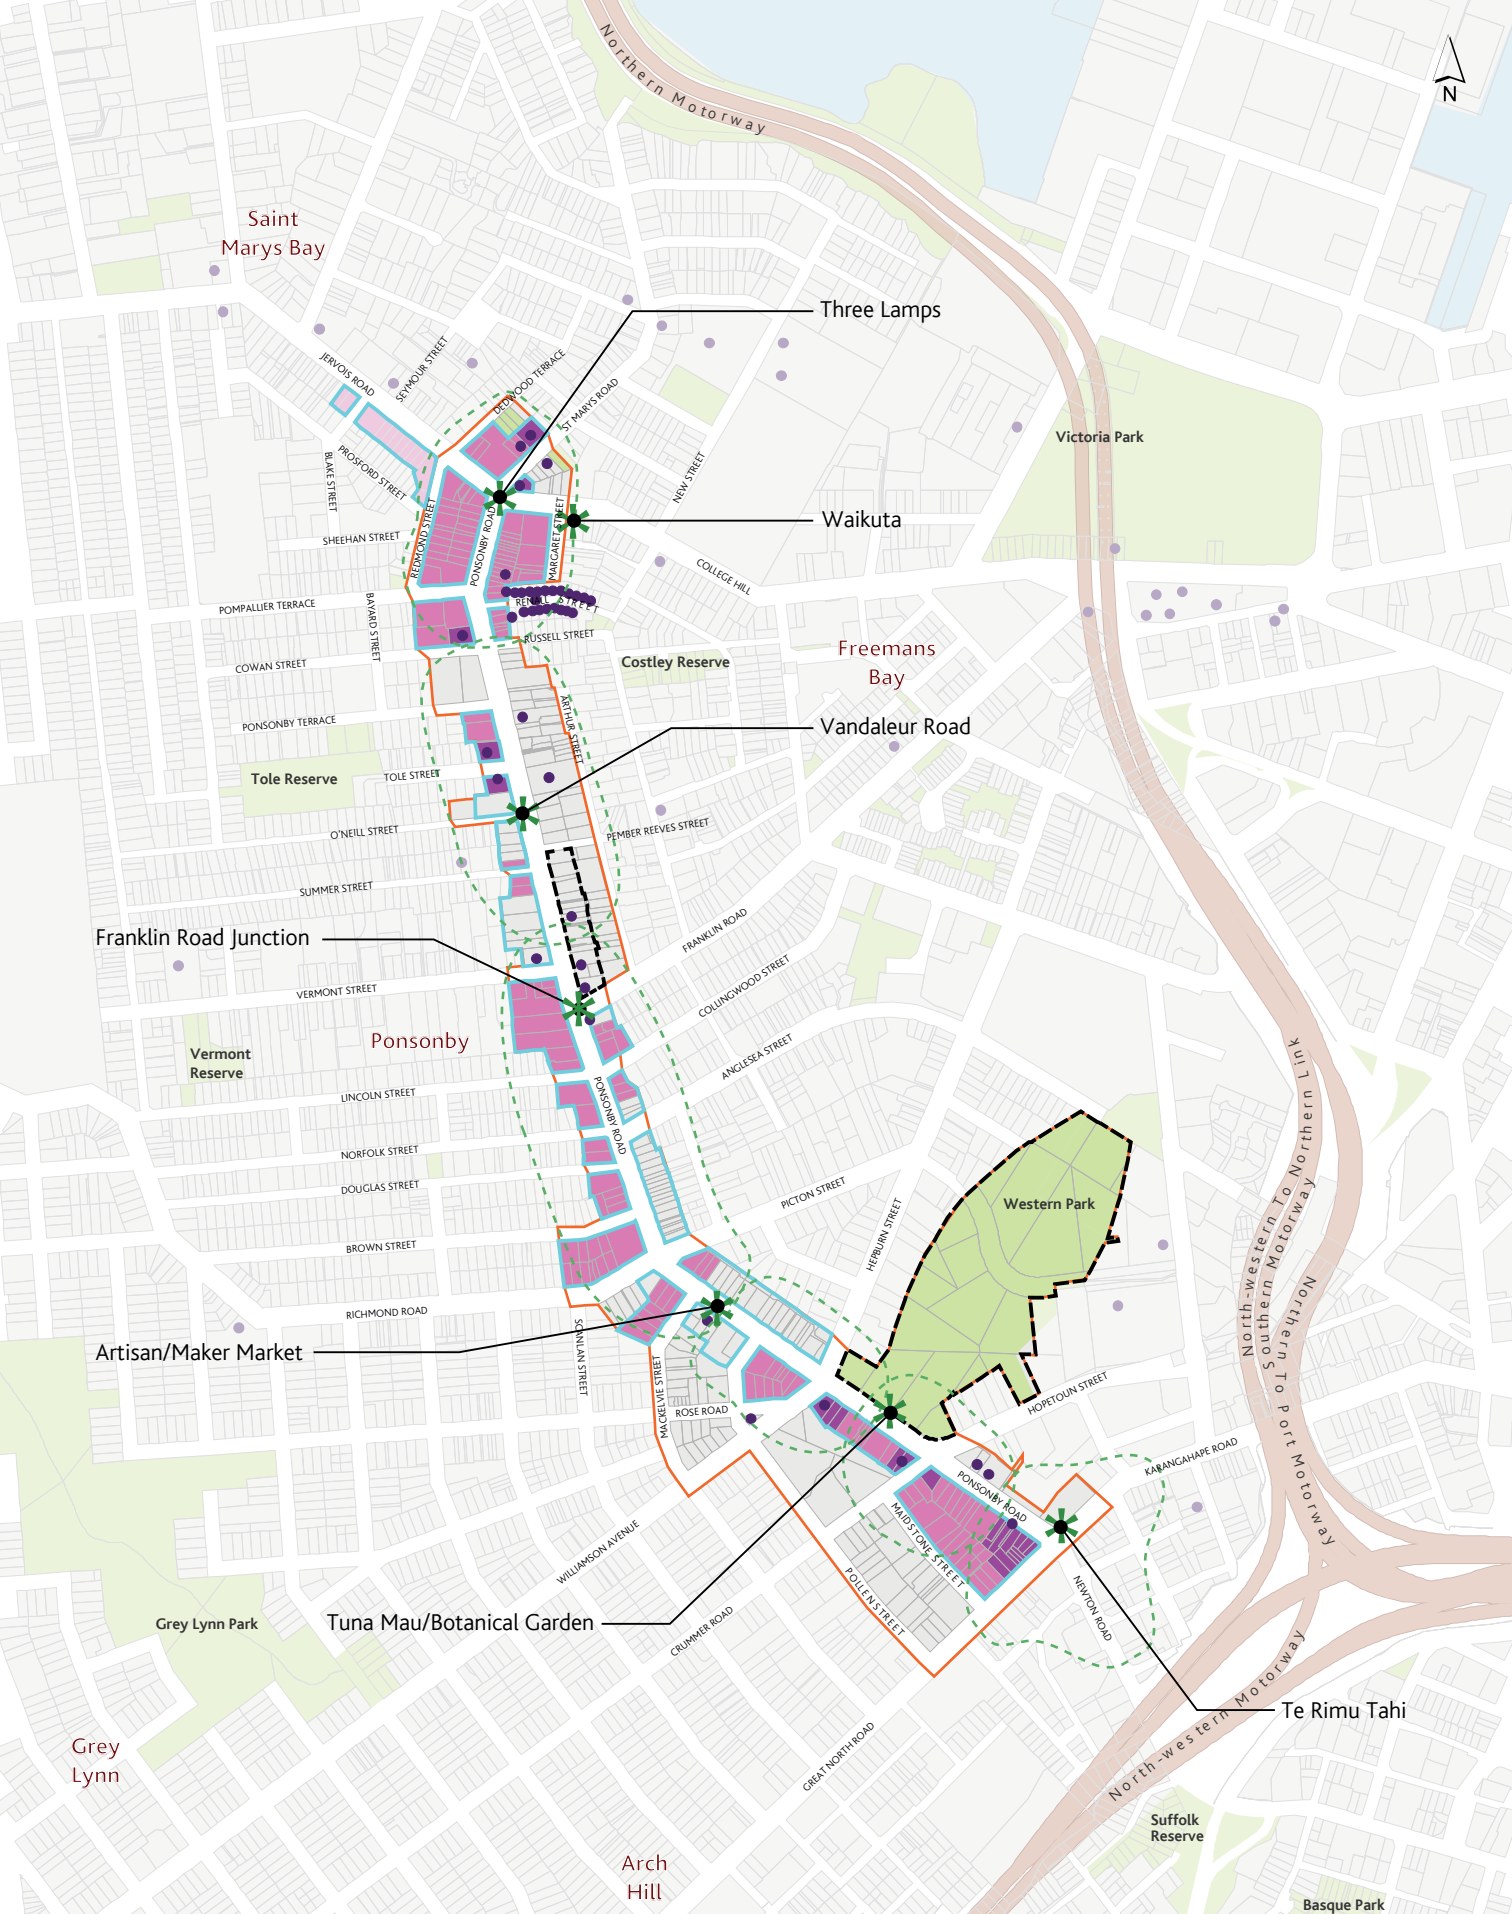 Northern Motorway
N
Saint
Marys Bay
Three Lamps
JERVOIS ROAD
SEYMOUR STREET
DEDWOOD TERRACE
ST MARYS ROAD
Victoria Park
BLAKE STREET
PROSFORD STREET
NEW STREET
REDMOND STREET
PONSONBY ROAD
MARGARET STREET
Waikuta
SHEEHAN STREET
COLLEGE HILL
POMPALLIER TERRACE
BAYARD STREET
STREET
RUSSELL STREET
COWAN STREET
Costley Reserve
Freemans
Bay
PONSONBY TERRACE
ARTHUR STREET
Vandaleur Road
Tole Reserve
TOLE STREET
O'NEILL STREET
PEMBER REEVES STREET
SUMMER STREET
Franklin Road Junction
FRANKLIN ROAD
COLLINGWOOD STREET
VERMONT STREET
Ponsonby
Vermont
Reserve
ANGLESEA STREET
LINCOLN STREET
PONSONBY ROAD
NORFOLK STREET
DOUGLAS STREET
PICTON STREET
HEPBURN STREET
Western Park
BROWN STREET
RICHMOND ROAD
SCANLAN STREET
Artisan/Maker Market
MACKELVIE STREET
ROSE ROAD
HOPETOUN STREET
KARANGAHAPE ROAD
PONSONBY ROAD
MAIDSTONE STREET
POLLEN STREET
WILLIAMSON AVENUE
CRUMMER ROAD
NEWTON ROAD
Grey Lynn Park
Tuna Mau/Botanical Garden
Te Rimu Tahi
GREAT NORTH ROAD
North-western To Northern Link
Southern Motorway
Northern To Port Motorway
North-western Motorway
Grey
Lynn
Suffolk
Reserve
Arch
Hill
Basque Park